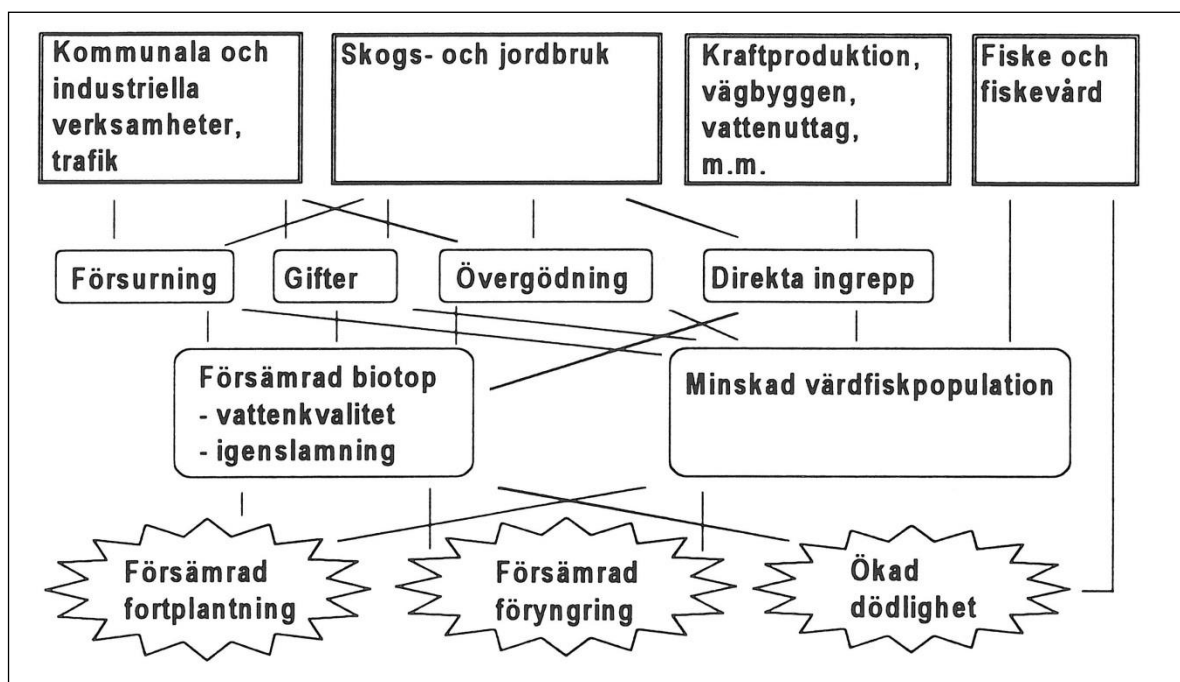 Kommunala och
industriella
verksamheter,
trafik
Skogs- och jordbruk
Kraftproduktion,
vägbyggen,
vattenuttag,
m.m.
Fiske och
fiskevård
Försurning
Gifter
Övergödning
Direkta ingrepp
Försämrad biotop
- vattenkvalitet
- igenslamning
Minskad värdfiskpopulation
Försämrad
fortplantning
Försämrad
föryngring
Ökad
dödlighet